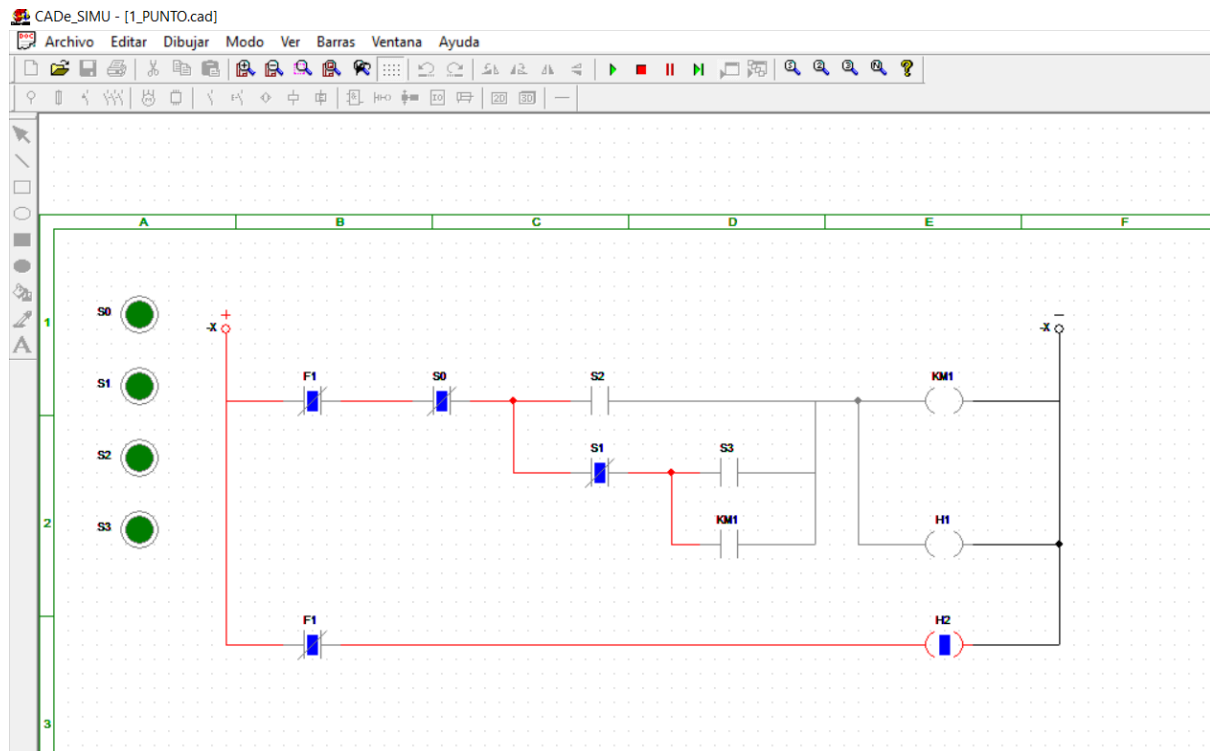 CADe_SIMU - [1_PUNTO.cad]
Archivo Editar Dibujar Modo Ver Barras Ventana Ayuda
A B C D E F
1
S0
+
-X
−
-X
S1
F1 S0 S2 KM1
S2
S1 S3
2
S3
KM1 H1
F1 H2
3